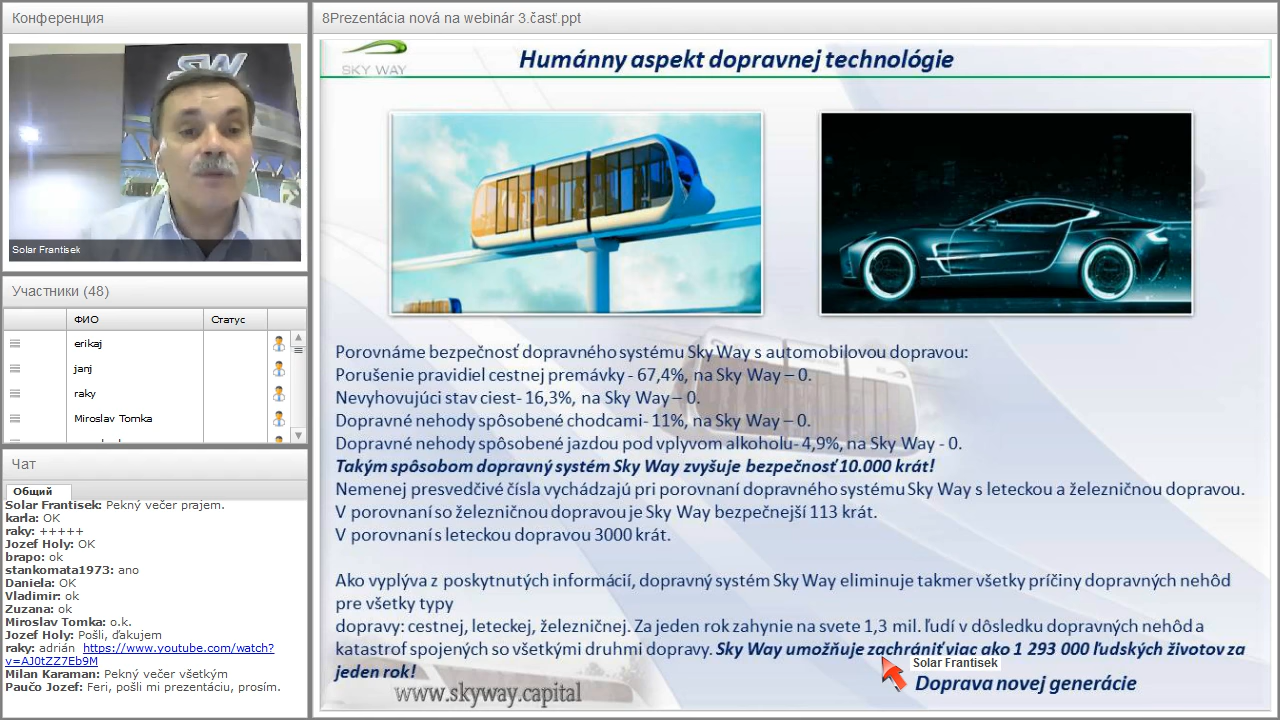 Конференция
SW
Solar Frantisek
Участники (48)
ФИО Статус
erikaj
janj
raky
Miroslav Tomka
Чат
Общий
Solar Frantisek: Pekný večer prajem.
karla: OK
raky: +++++
Jozef Holy: OK
brapo: ok
stankomata1973: ano
Daniela: OK
Vladimir: ok
Zuzana: ok
Miroslav Tomka: o.k.
Jozef Holy: Pošli, ďakujem
raky: adrián https://www.youtube.com/watch?
v=AJ0tZZ7Eb9M
Milan Karaman: Pekný večer všetkým
Paučo Jozef: Feri, pošli mi prezentáciu, prosím.
8Prezentácia nová na webinár 3.časť.ppt
SKY WAY
Humánny aspekt dopravnej technológie
Porovnáme bezpečnosť dopravného systému Sky Way s automobilovou dopravou:
Porušenie pravidiel cestnej premávky - 67,4%, na Sky Way – 0.
Nevyhovujúci stav ciest- 16,3%, na Sky Way – 0.
Dopravné nehody spôsobené chodcami- 11%, na Sky Way – 0.
Dopravné nehody spôsobené jazdou pod vplyvom alkoholu- 4,9%, na Sky Way - 0.
Takým spôsobom dopravný systém Sky Way zvyšuje bezpečnosť 10.000 krát!
Nemenej presvedčivé čísla vychádzajú pri porovnaní dopravného systému Sky Way s leteckou a železničnou dopravou.
V porovnaní so železničnou dopravou je Sky Way bezpečnejší 113 krát.
V porovnaní s leteckou dopravou 3000 krát.
Ako vyplýva z poskytnutých informácií, dopravný systém Sky Way eliminuje takmer všetky príčiny dopravných nehôd
pre všetky typy
dopravy: cestnej, leteckej, železničnej. Za jeden rok zahynie na svete 1,3 mil. ľudí v dôsledku dopravných nehôd a
katastrof spojených so všetkými druhmi dopravy. Sky Way umožňuje zachrániť viac ako 1 293 000 ľudských životov za
jeden rok!
Solar Frantisek
www.skyway.capital
Doprava novej generácie